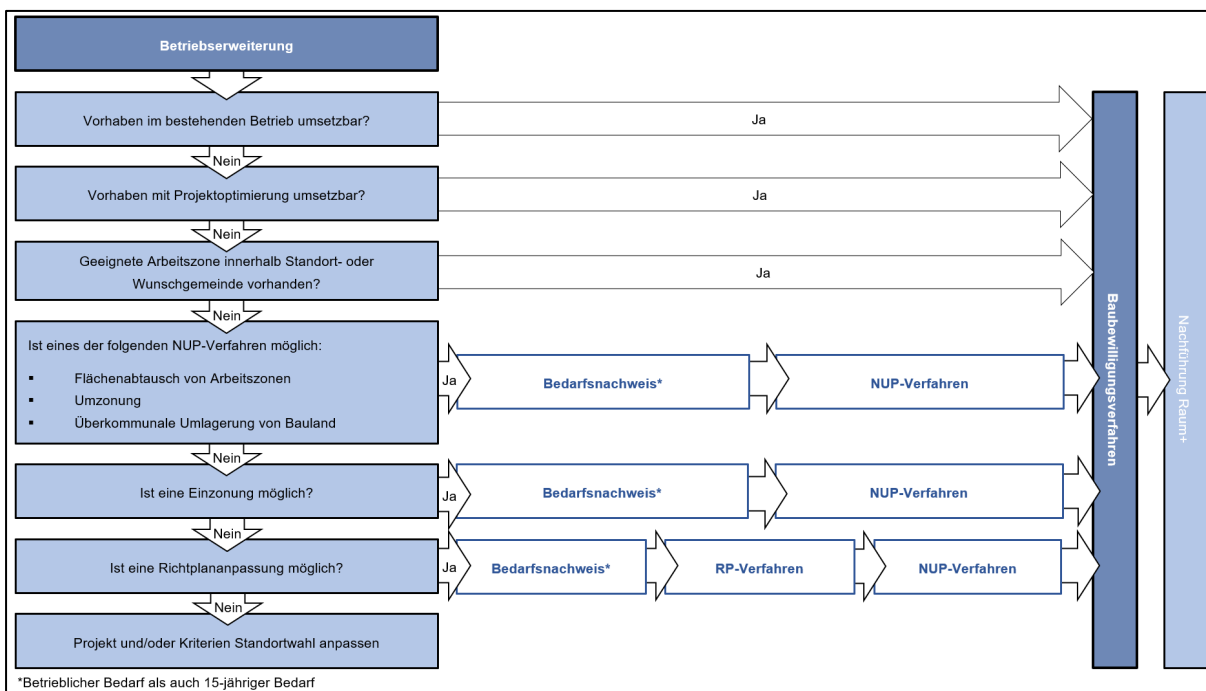 Betriebserweiterung
Vorhaben im bestehenden Betrieb umsetzbar?
Ja
Nein
Vorhaben mit Projektoptimierung umsetzbar?
Ja
Nein
Geeignete Arbeitszone innerhalb Standort- oder
Wunschgemeinde vorhanden?
Ja
Nein
Ist eines der folgenden NUP-Verfahren möglich:
▪ Flächenabtausch von Arbeitszonen
▪ Umzonung
▪ Überkommunale Umlagerung von Bauland
Ja
Bedarfsnachweis*
NUP-Verfahren
Nein
Ist eine Einzonung möglich?
Ja
Bedarfsnachweis*
NUP-Verfahren
Nein
Ist eine Richtplananpassung möglich?
Ja
Bedarfsnachweis*
RP-Verfahren
NUP-Verfahren
Nein
Projekt und/oder Kriterien Standortwahl anpassen
Baubewilligungsverfahren
Nachführung Raum+
*Betrieblicher Bedarf als auch 15-jähriger Bedarf